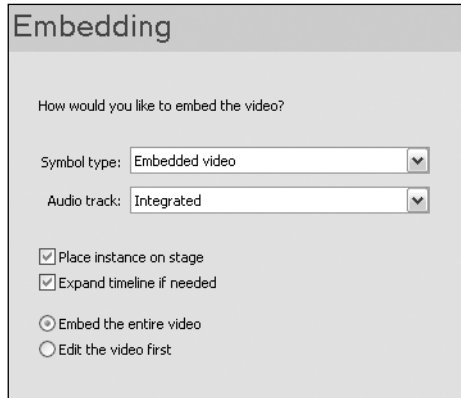 Embedding
How would you like to embed the video?
Symbol type: Embedded video
Audio track: Integrated
Place instance on stage
Expand timeline if needed
Embed the entire video
Edit the video first